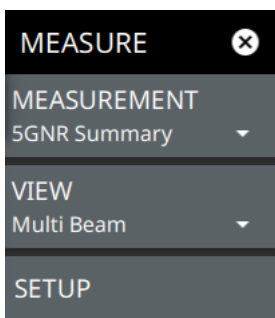 MEASURE
MEASUREMENT
5GNR Summary
VIEW
Multi Beam
SETUP